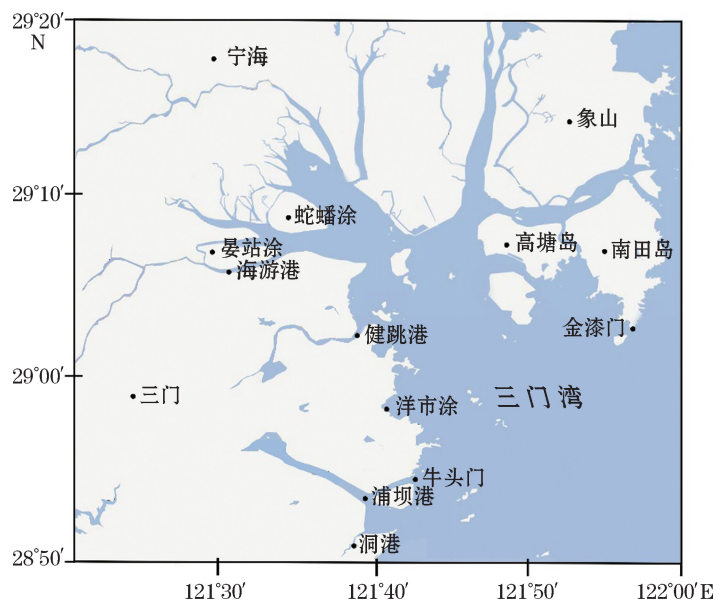 29°20′
N
宁海
象山
29°10′
蛇蟠涂
晏站涂
高塘岛
南田岛
海游港
金漆门
健跳港
29°00′
三门
洋市涂
三门湾
牛头门
浦坝港
洞港
28°50′
121°30′
121°40′
121°50′
122°00′E